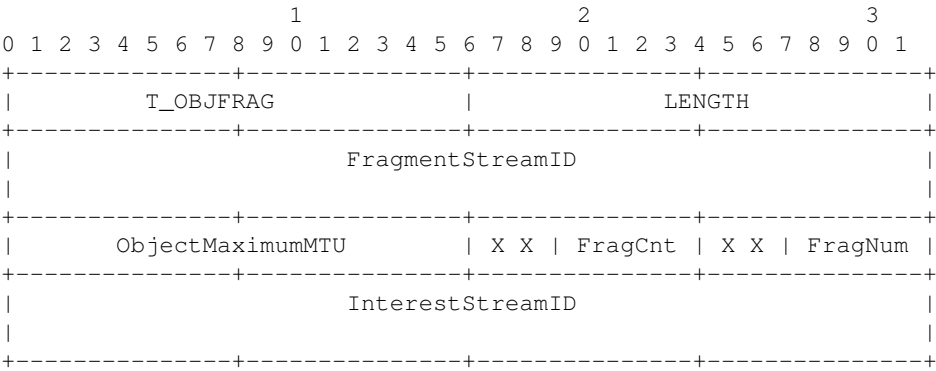 1                   2                   3
0 1 2 3 4 5 6 7 8 9 0 1 2 3 4 5 6 7 8 9 0 1 2 3 4 5 6 7 8 9 0 1
+---------------+---------------+---------------+---------------+
|         T_OBJFRAG             |             LENGTH            |
+---------------+---------------+---------------+---------------+
|                       FragmentStreamID                        |
|                                                               |
+---------------+---------------+---------------+---------------+
|       ObjectMaximumMTU        | X X | FragCnt | X X | FragNum |
+---------------+---------------+---------------+---------------+
|                       InterestStreamID                        |
|                                                               |
+---------------+---------------+---------------+---------------+